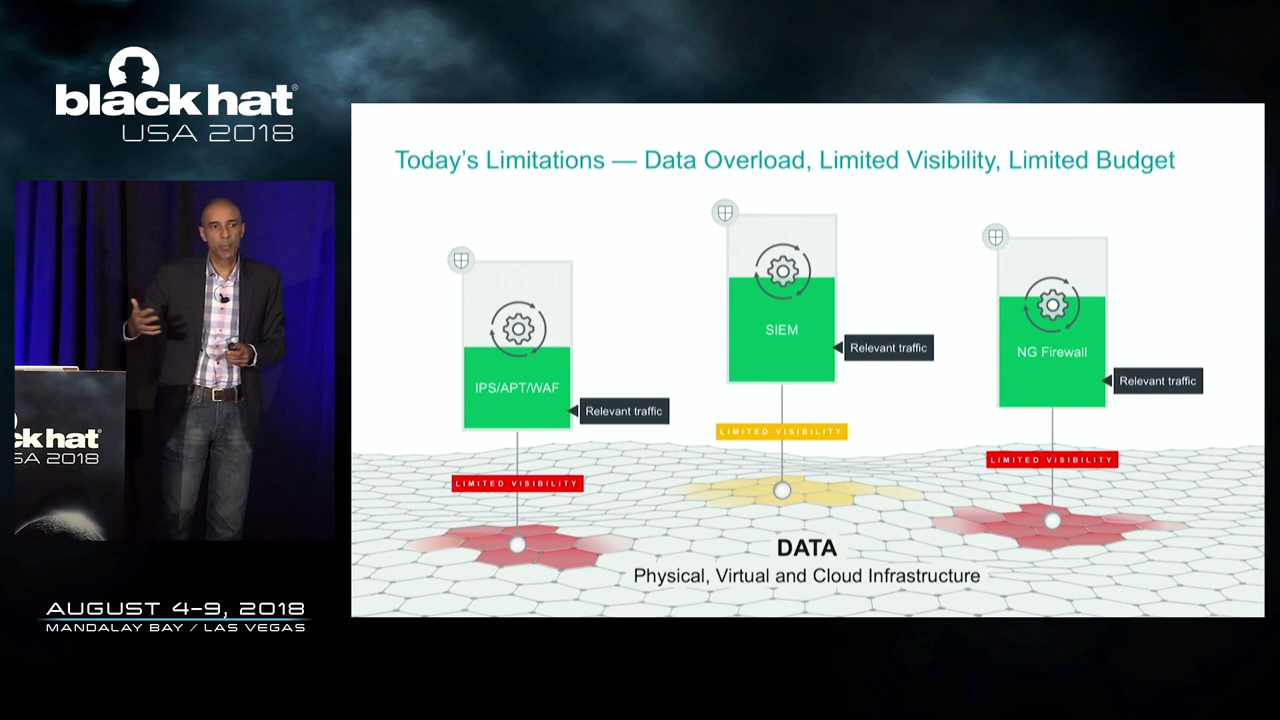 black hat®
USA 2018
Today's Limitations — Data Overload, Limited Visibility, Limited Budget
SIEM
Relevant traffic
NG Firewall
Relevant traffic
IPS/APT/WAF
Relevant traffic
LIMITED VISIBILITY
LIMITED VISIBILITY
LIMITED VISIBILITY
DATA
Physical, Virtual and Cloud Infrastructure
ck hat®
SA 2018
AUGUST 4-9, 2018
MANDALAY BAY / LAS VEGAS